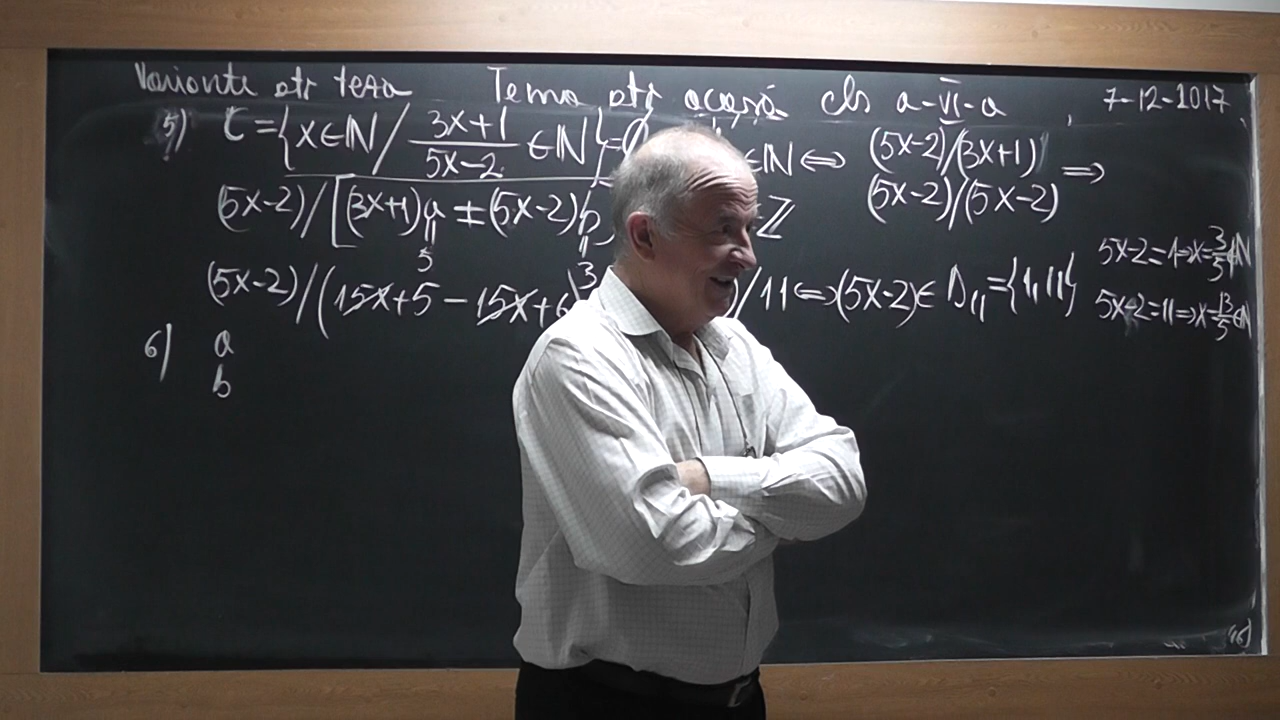 Variante ptr teza Tema ptr acasă cls a-VI-a, 7-12-2017
5) C={x∈ℕ/ (3x+1)/(5x-2) ∈ℕ}=∅ ∈ℕ⇔ (5x-2)/(3x+1) ⇒
(5x-2)/(5x-2)
(5x-2)/[(3x+1)a ± (5x-2)b ℤ
5 3
5x-2=1⇒x=3/5∉ℕ
(5x-2)/(15x+5-15x+6) /11⇔(5x-2)∈ D₁₁={1,11}
5x-2=11⇒x=13/5∉ℕ
6) a
b